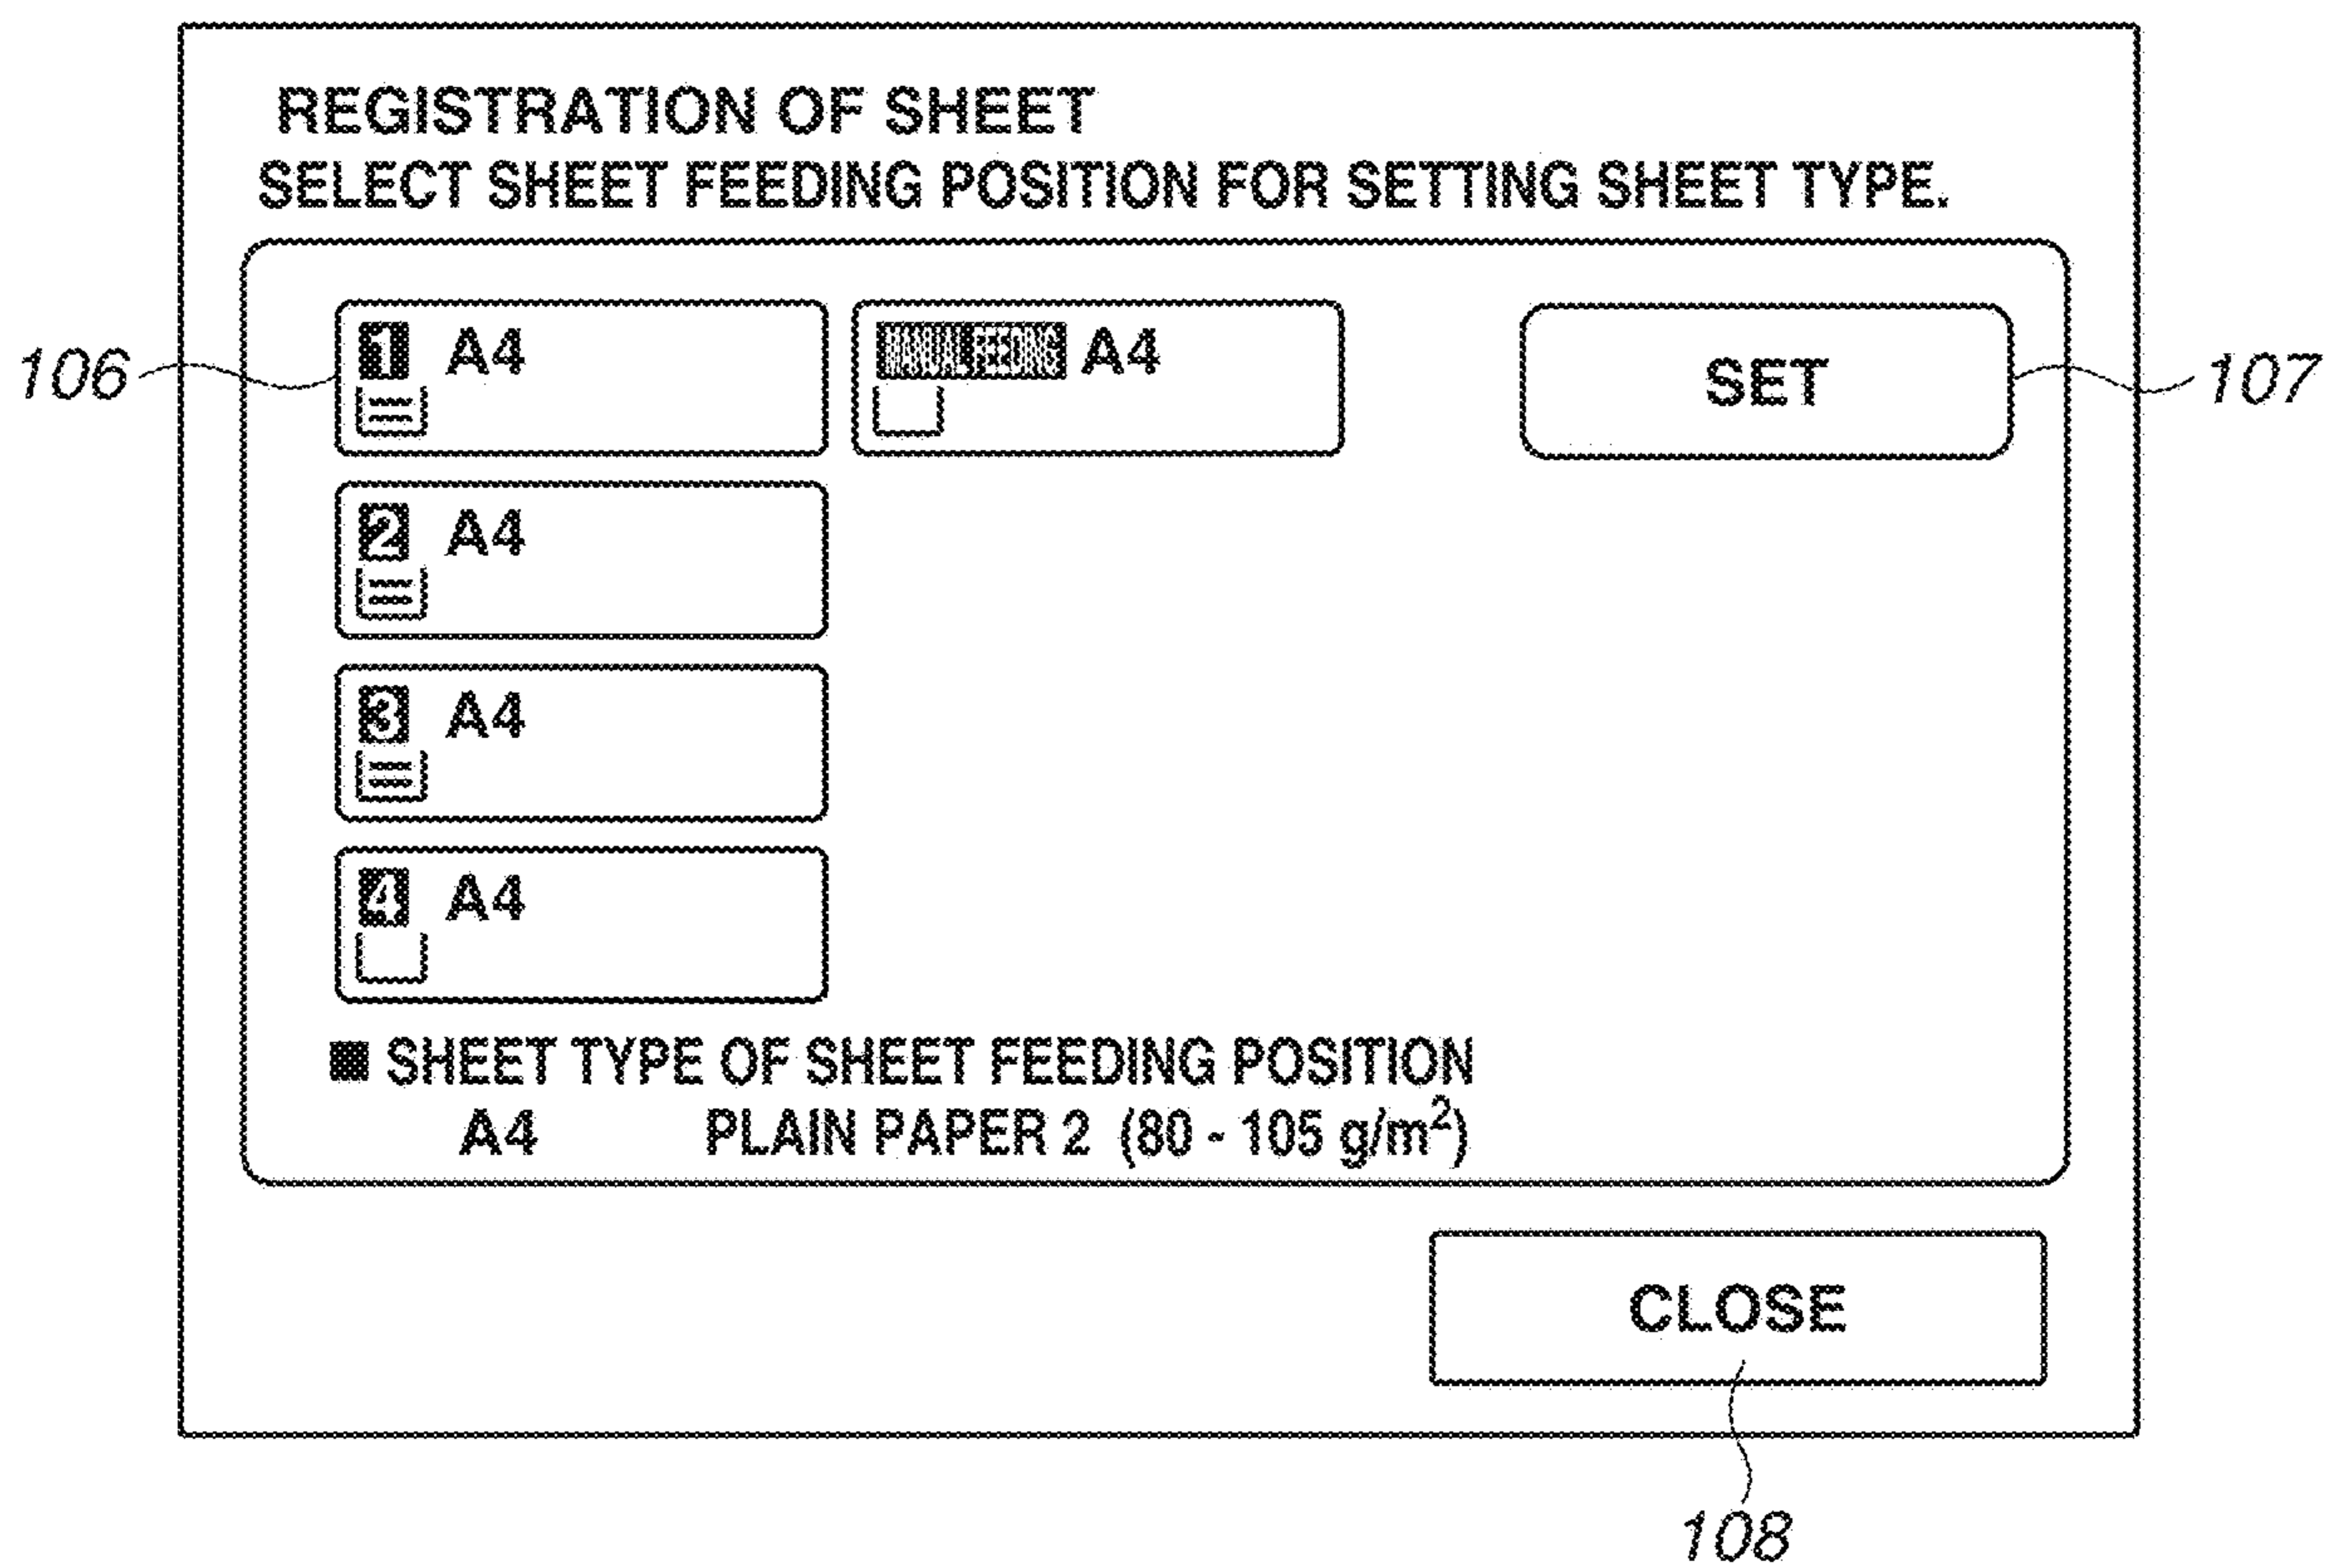 REGISTRATION OF SHEET
SELECT SHEET FEEDING POSITION FOR SETTING SHEET TYPE.
106
1 A4
MANUAL FEEDING A4
SET
107
2 A4
3 A4
4 A4
■ SHEET TYPE OF SHEET FEEDING POSITION
A4 PLAIN PAPER 2 (80 - 105 g/m²)
CLOSE
108